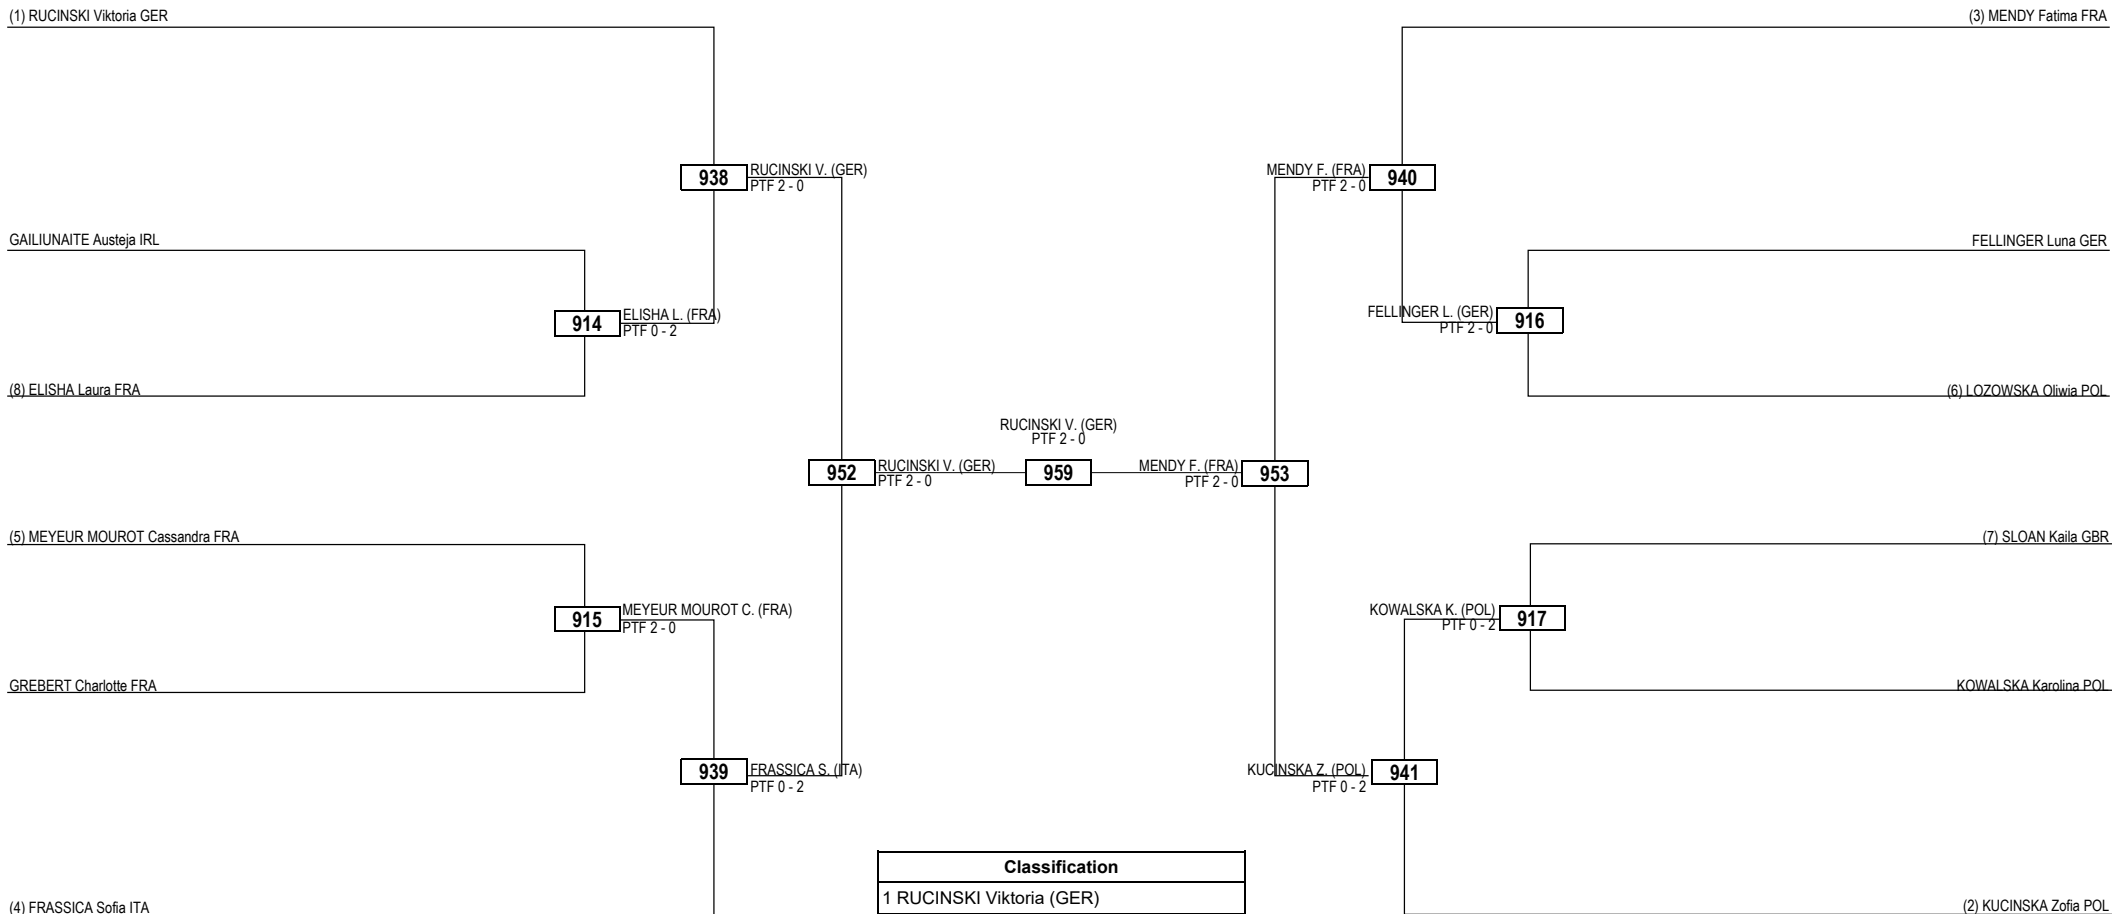 (1) RUCINSKI Viktoria GER
(3) MENDY Fatima FRA
938
RUCINSKI V. (GER)
PTF 2 - 0
MENDY F. (FRA)
PTF 2 - 0
940
GAILIUNAITE Austeja IRL
FELLINGER Luna GER
914
ELISHA L. (FRA)
PTF 0 - 2
FELLINGER L. (GER)
PTF 2 - 0
916
(8) ELISHA Laura FRA
(6) LOZOWSKA Oliwia POL
RUCINSKI V. (GER)
PTF 2 - 0
952
RUCINSKI V. (GER)
PTF 2 - 0
959
MENDY F. (FRA)
PTF 2 - 0
953
(5) MEYEUR MOUROT Cassandra FRA
(7) SLOAN Kaila GBR
915
MEYEUR MOUROT C. (FRA)
PTF 2 - 0
KOWALSKA K. (POL)
PTF 0 - 2
917
GREBERT Charlotte FRA
KOWALSKA Karolina POL
939
FRASSICA S. (ITA)
PTF 0 - 2
KUCINSKA Z. (POL)
PTF 0 - 2
941
Classification
1 RUCINSKI Viktoria (GER)
(4) FRASSICA Sofia ITA
(2) KUCINSKA Zofia POL